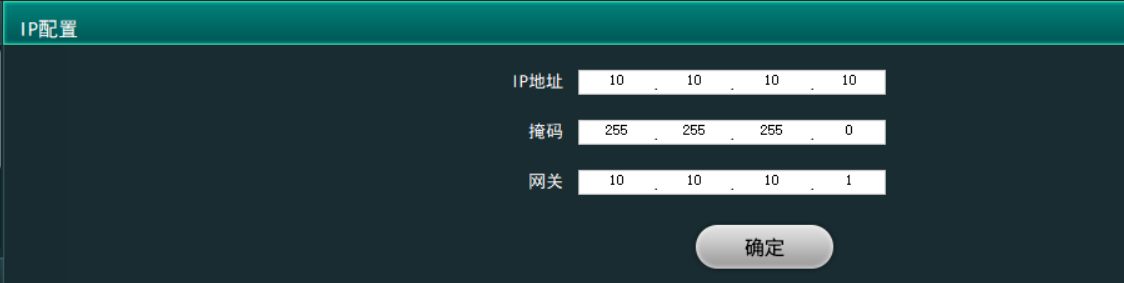 IP配置
IP地址 10 . 10 . 10 . 10
掩码 255 . 255 . 255 . 0
网关 10 . 10 . 10 . 1
确定